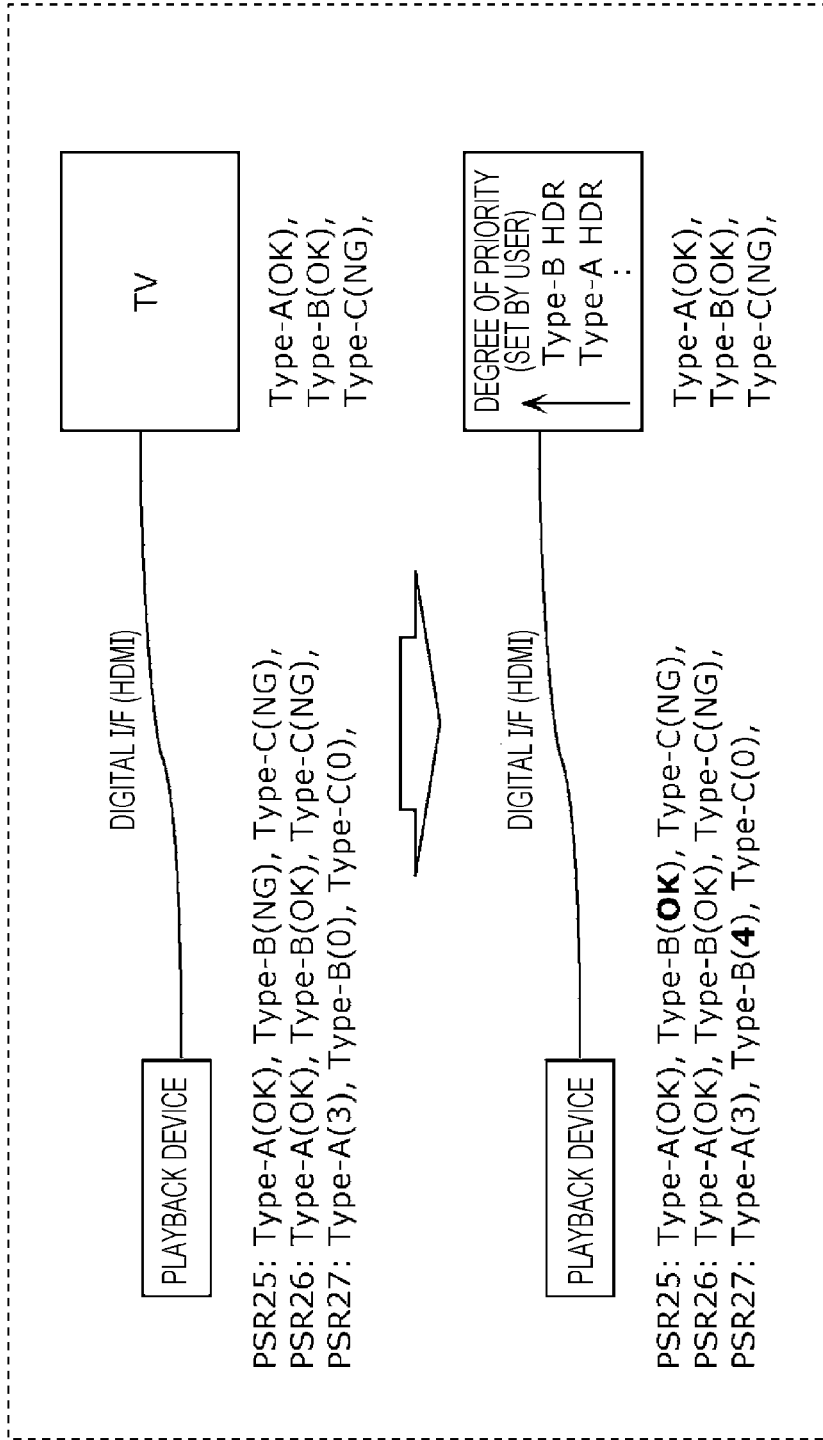 PLAYBACK DEVICE
DIGITAL I/F (HDMI)
TV
PSR25: Type-A(OK), Type-B(NG), Type-C(NG),
PSR26: Type-A(OK), Type-B(OK), Type-C(NG),
PSR27: Type-A(3), Type-B(0), Type-C(0),
Type-A(OK),
Type-B(OK),
Type-C(NG),
PLAYBACK DEVICE
DIGITAL I/F (HDMI)
DEGREE OF PRIORITY
(SET BY USER)
Type-B HDR
Type-A HDR
:
PSR25: Type-A(OK), Type-B(OK), Type-C(NG),
PSR26: Type-A(OK), Type-B(OK), Type-C(NG),
PSR27: Type-A(3), Type-B(4), Type-C(0),
Type-A(OK),
Type-B(OK),
Type-C(NG),